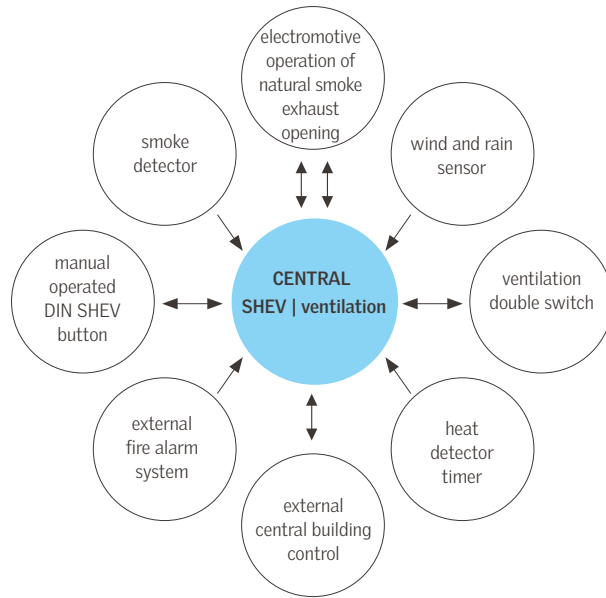 electromotive
operation of
natural smoke
exhaust
opening
smoke
detector
wind and rain
sensor
manual
operated
DIN SHEV
button
CENTRAL
SHEV | ventilation
ventilation
double switch
external
fire alarm
system
heat
detector
timer
external
central building
control